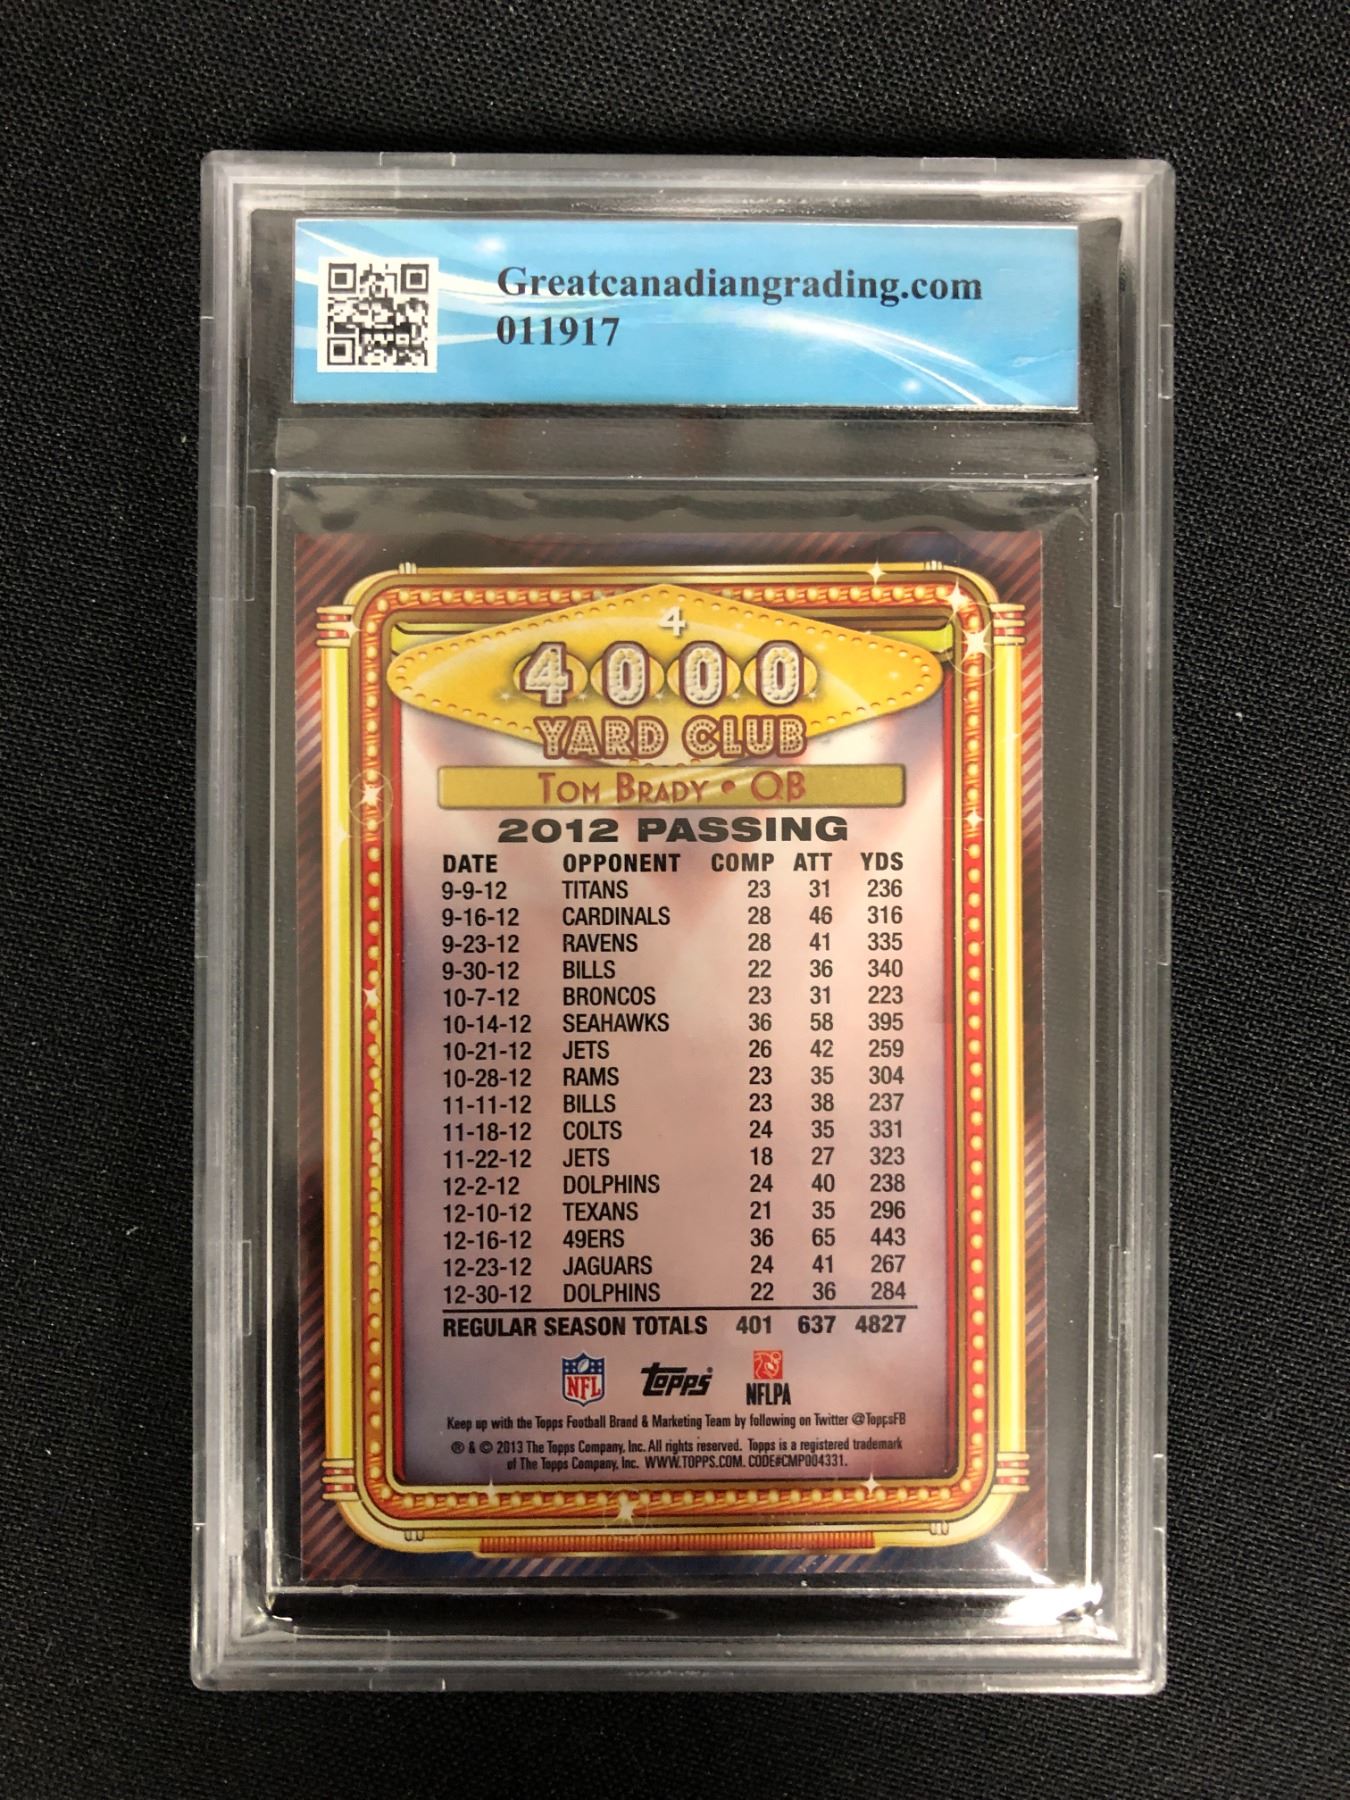 Greatcanadiangrading.com
011917
4
4000
YARD CLUB
TOM BRADY • QB
2012 PASSING
DATE OPPONENT COMP ATT YDS
9-9-12 TITANS 23 31 236
9-16-12 CARDINALS 28 46 316
9-23-12 RAVENS 28 41 335
9-30-12 BILLS 22 36 340
10-7-12 BRONCOS 23 31 223
10-14-12 SEAHAWKS 36 58 395
10-21-12 JETS 26 42 259
10-28-12 RAMS 23 35 304
11-11-12 BILLS 23 38 237
11-18-12 COLTS 24 35 331
11-22-12 JETS 18 27 323
12-2-12 DOLPHINS 24 40 238
12-10-12 TEXANS 21 35 296
12-16-12 49ERS 36 65 443
12-23-12 JAGUARS 24 41 267
12-30-12 DOLPHINS 22 36 284
REGULAR SEASON TOTALS 401 637 4827
NFL Topps® NFLPA
Keep up with the Topps Football Brand & Marketing Team by following on Twitter @ToppsFB
® & © 2013 The Topps Company, Inc. All rights reserved. Topps is a registered trademark
of The Topps Company, Inc. WWW.TOPPS.COM. CODE#CMP004331.